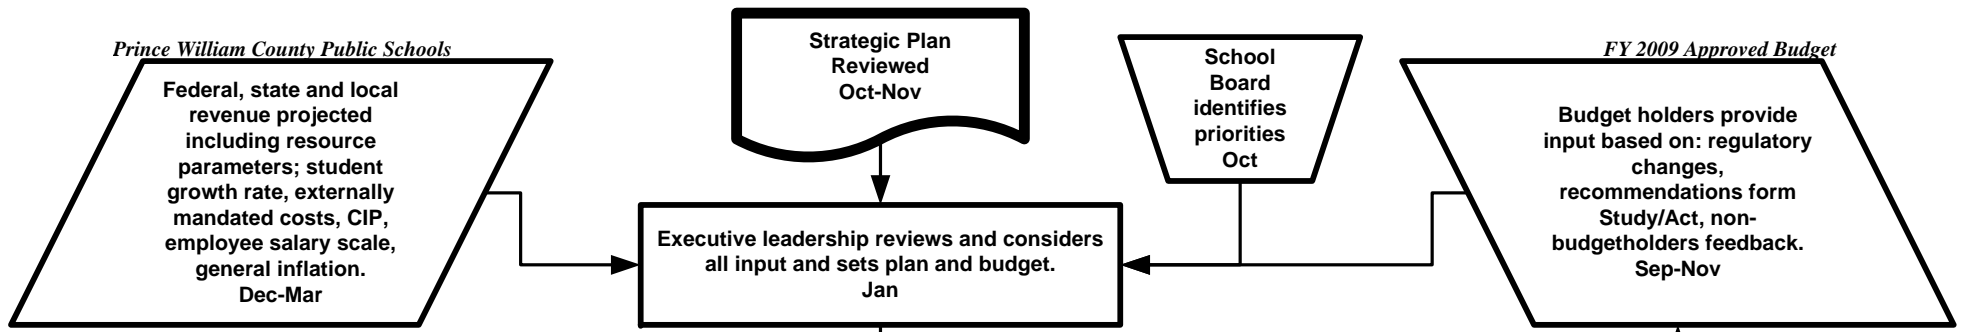 Prince William County Public Schools
FY 2009 Approved Budget
Federal, state and local
revenue projected
including resource
parameters; student
growth rate, externally
mandated costs, CIP,
employee salary scale,
general inflation.
Dec-Mar
Strategic Plan
Reviewed
Oct-Nov
School
Board
identifies
priorities
Oct
Budget holders provide
input based on: regulatory
changes,
recommendations form
Study/Act, non-
budgetholders feedback.
Sep-Nov
Executive leadership reviews and considers
all input and sets plan and budget.
Jan